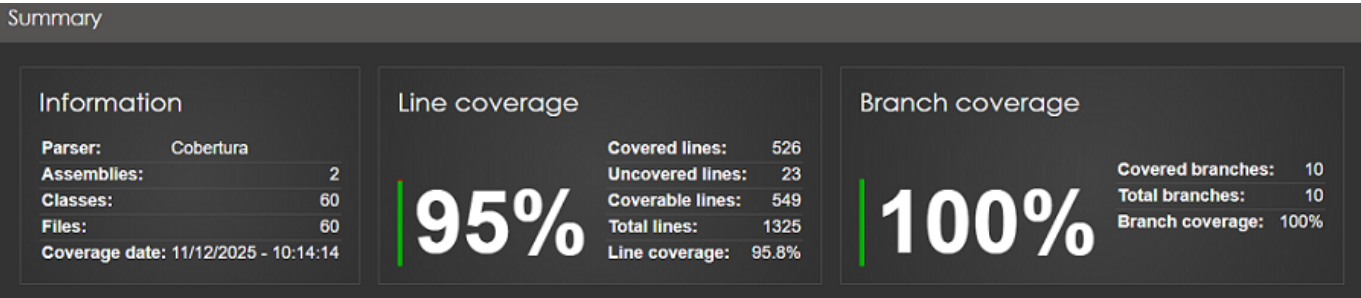 Summary
Information
Parser: Cobertura
Assemblies: 2
Classes: 60
Files: 60
Coverage date: 11/12/2025 - 10:14:14
Line coverage
95%
Covered lines: 526
Uncovered lines: 23
Coverable lines: 549
Total lines: 1325
Line coverage: 95.8%
Branch coverage
100%
Covered branches: 10
Total branches: 10
Branch coverage: 100%